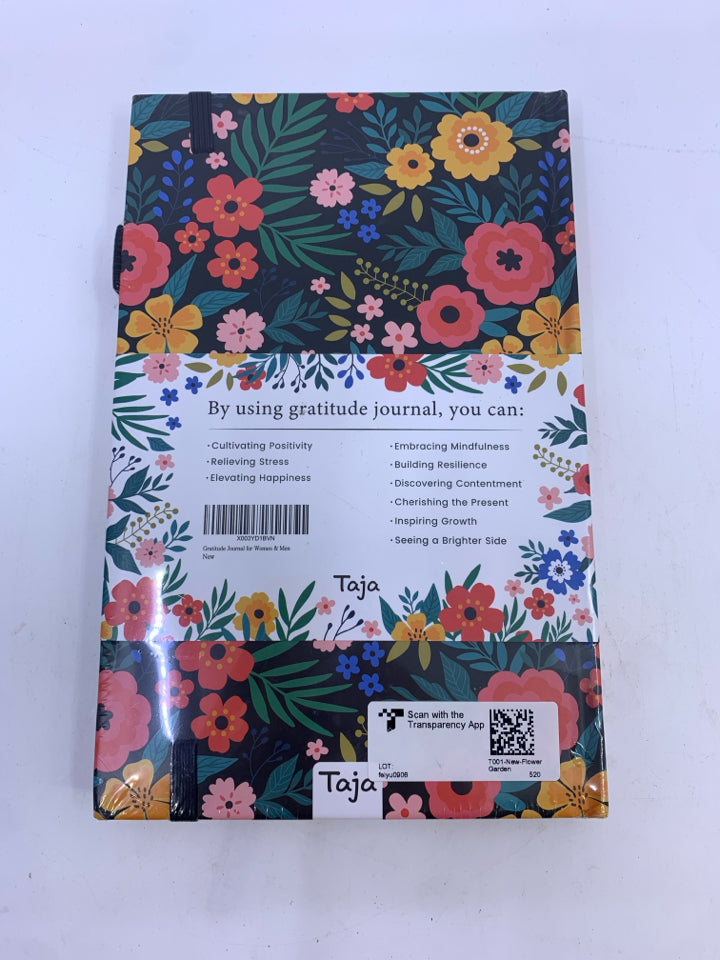 By using gratitude journal, you can:
· Cultivating Positivity
· Relieving Stress
· Elevating Happiness
· Embracing Mindfulness
· Building Resilience
· Discovering Contentment
· Cherishing the Present
· Inspiring Growth
· Seeing a Brighter Side
X003YD1BVN
Gratitude Journal for Women & Men
New
Taja
Scan with the
Transparency App
LOT:
feiyu0906
T001-New-Flower
Garden
520
Taja